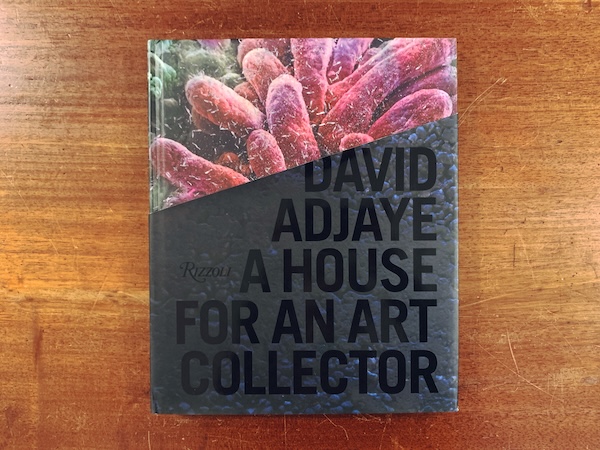 DAVID
ADJAYE
RIZZOLI
A HOUSE
FOR AN ART
COLLECTOR